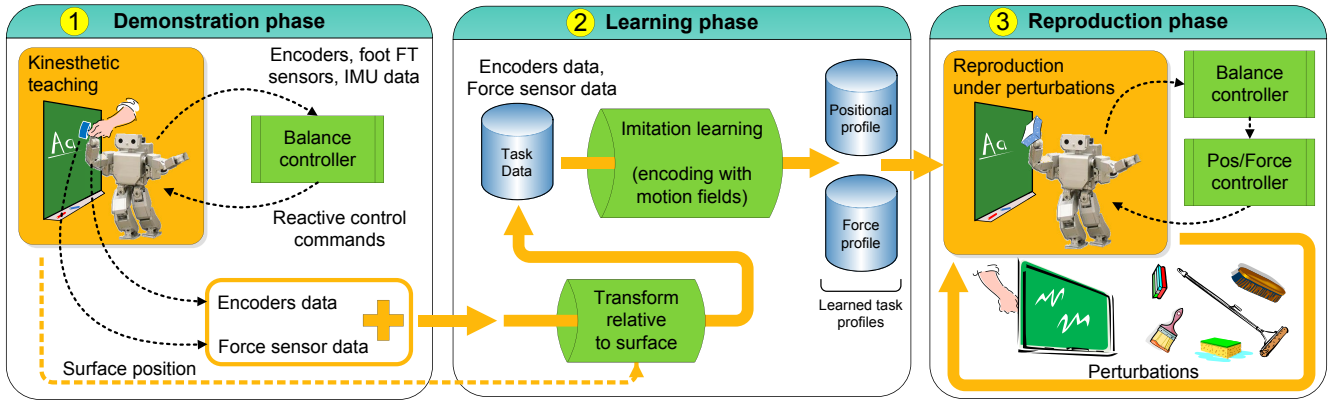 1 Demonstration phase
Kinesthetic
teaching
Aa
Encoders, foot FT
sensors, IMU data
Balance
controller
Reactive control
commands
Encoders data
Force sensor data
Surface position
2 Learning phase
Encoders data,
Force sensor data
Task
Data
Imitation learning
(encoding with
motion fields)
Transform
relative
to surface
Positional
profile
Force
profile
Learned task
profiles
3 Reproduction phase
Reproduction
under perturbations
Aa
Balance
controller
Pos/Force
controller
Perturbations